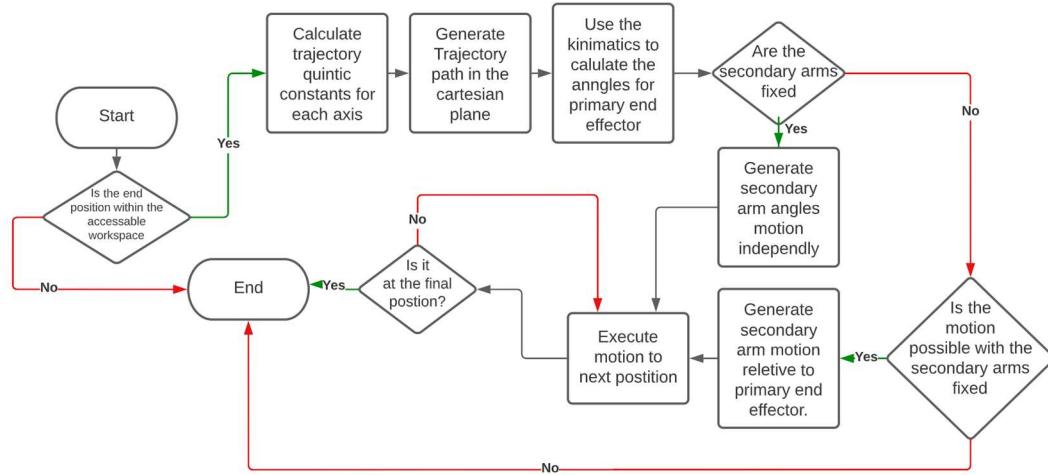 Start
Is the end
position within the
accessable
workspace
No
Yes
Calculate
trajectory
quintic
constants for
each axis
Generate
Trajectory
path in the
cartesian
plane
Use the
kinimatics to
calulate the
anngles for
primary end
effector
Are the
secondary arms
fixed
No
Yes
Generate
secondary
arm angles
motion
independly
Is the
motion
possible with the
secondary arms
fixed
Yes
Generate
secondary
arm motion
reletive to
primary end
effector.
Execute
motion to
next postition
No
Is it
at the final
postion?
Yes
End
No